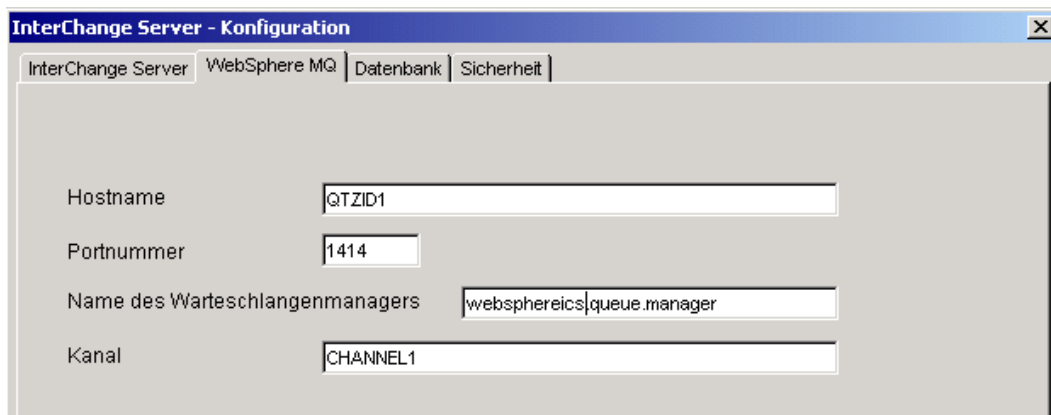 InterChange Server - Konfiguration
InterChange Server WebSphere MQ Datenbank Sicherheit
Hostname QTZID1
Portnummer 1414
Name des Warteschlangenmanagers websphereics.queue.manager
Kanal CHANNEL1